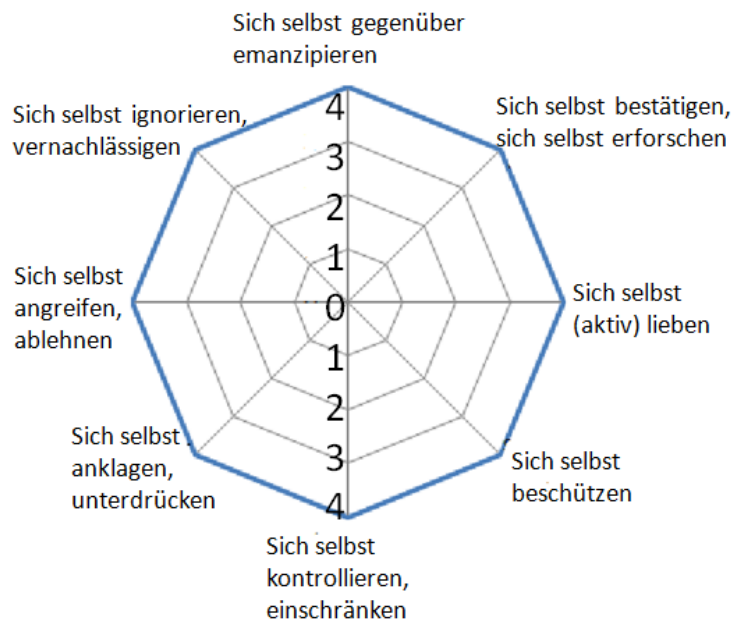 Sich selbst gegenüber
emanzipieren
Sich selbst ignorieren,
vernachlässigen
Sich selbst bestätigen,
sich selbst erforschen
4
3
2
1
0
1
2
3
4
Sich selbst
angreifen,
ablehnen
Sich selbst
(aktiv) lieben
Sich selbst
anklagen,
unterdrücken
Sich selbst
beschützen
Sich selbst
kontrollieren,
einschränken